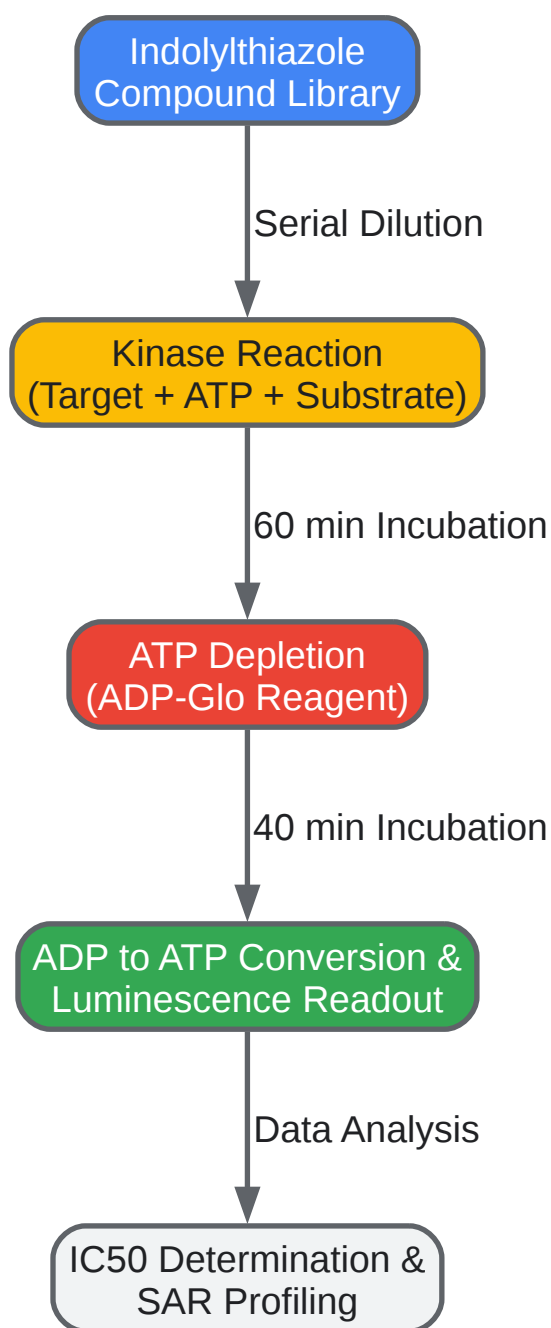 Indolylthiazole
Compound Library
Serial Dilution
Kinase Reaction
(Target + ATP + Substrate)
60 min Incubation
ATP Depletion
(ADP-Glo Reagent)
40 min Incubation
ADP to ATP Conversion &
Luminescence Readout
Data Analysis
IC50 Determination &
SAR Profiling